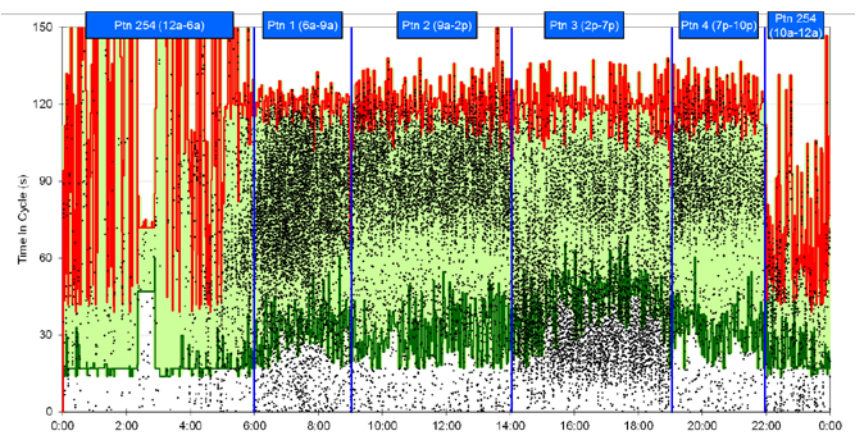 Ptn 254 (12a-6a)
Ptn 1 (6a-9a)
Ptn 2 (9a-2p)
Ptn 3 (2p-7p)
Ptn 4 (7p-10p)
Ptn 254
(10a-12a)
Time In Cycle (s)
150
120
90
60
30
0
0:00 2:00 4:00 6:00 8:00 10:00 12:00 14:00 16:00 18:00 20:00 22:00 0:00